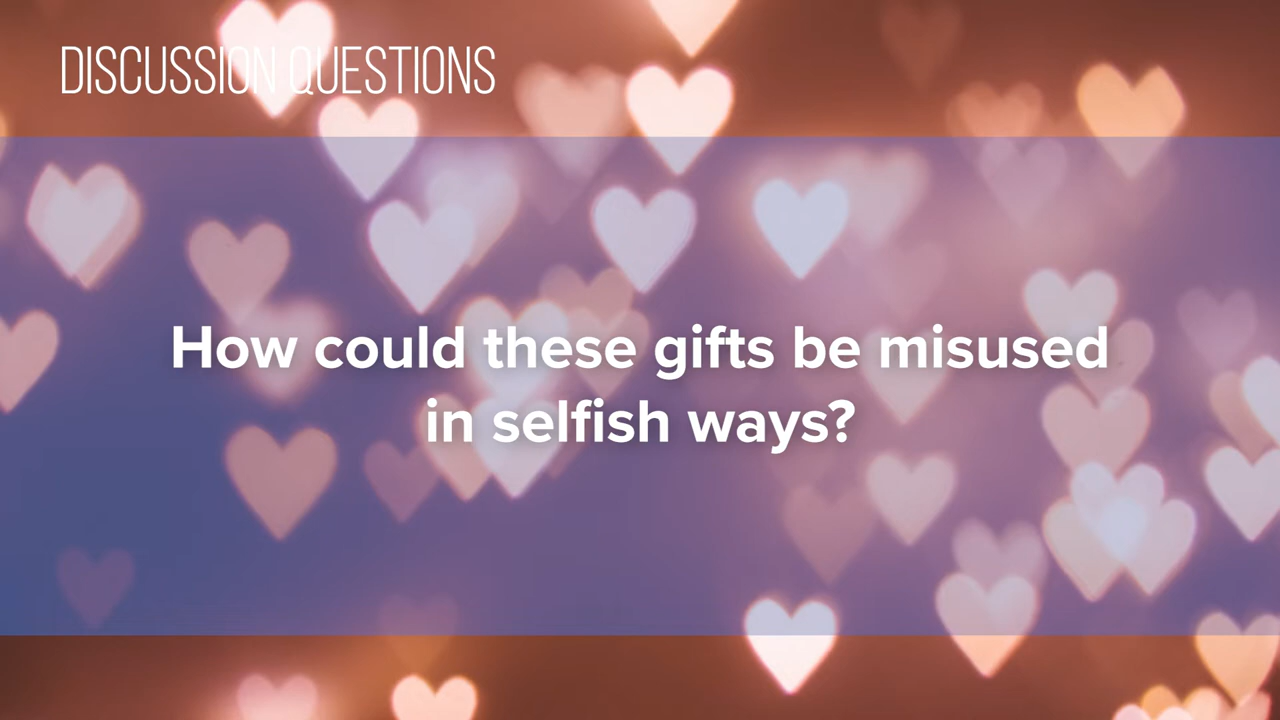 DISCUSSION QUESTIONS
How could these gifts be misused
in selfish ways?